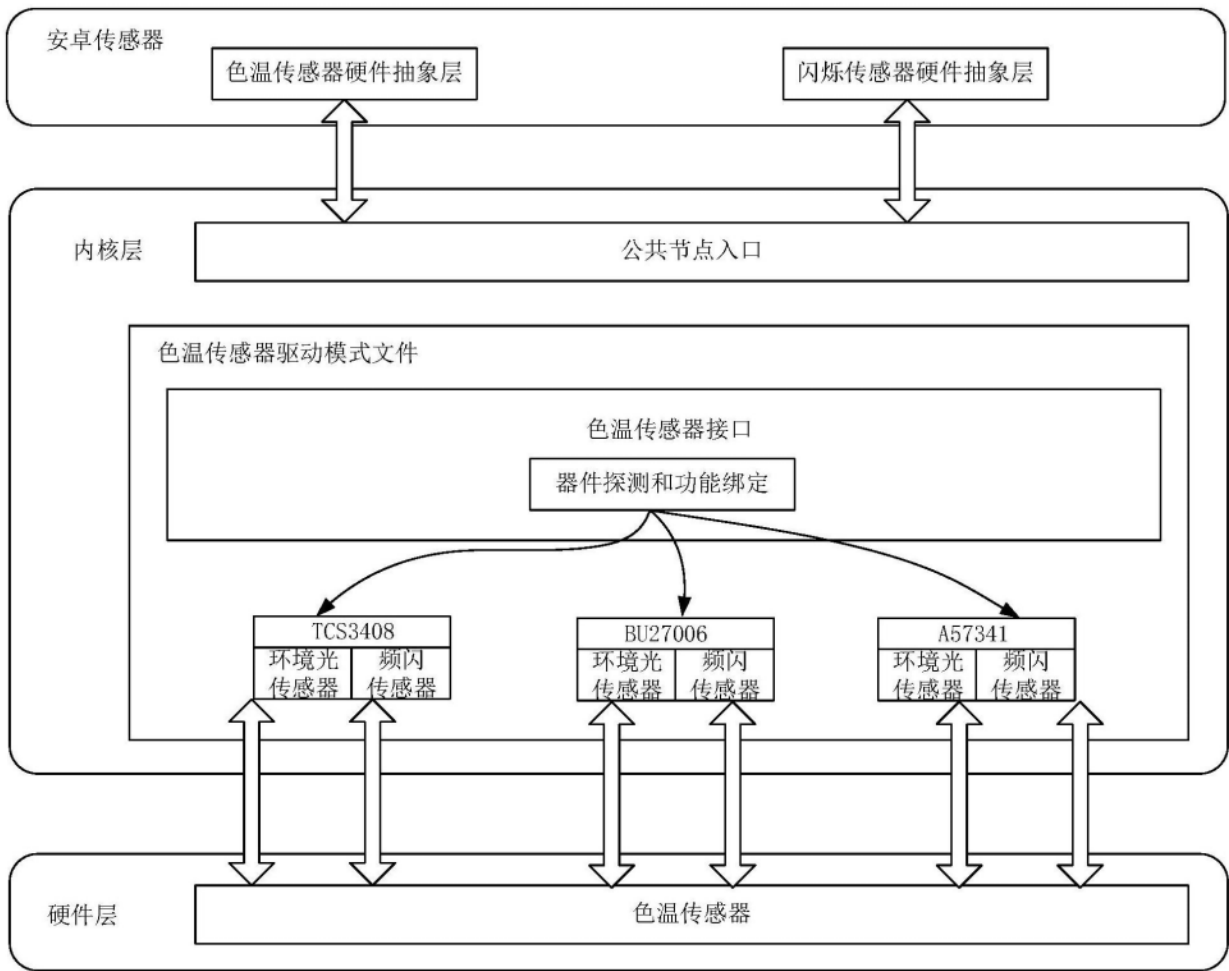 安卓传感器
色温传感器硬件抽象层
闪烁传感器硬件抽象层
内核层
公共节点入口
色温传感器驱动模式文件
色温传感器接口
器件探测和功能绑定
TCS3408
环境光
传感器
频闪
传感器
BU27006
环境光
传感器
频闪
传感器
A57341
环境光
传感器
频闪
传感器
硬件层
色温传感器